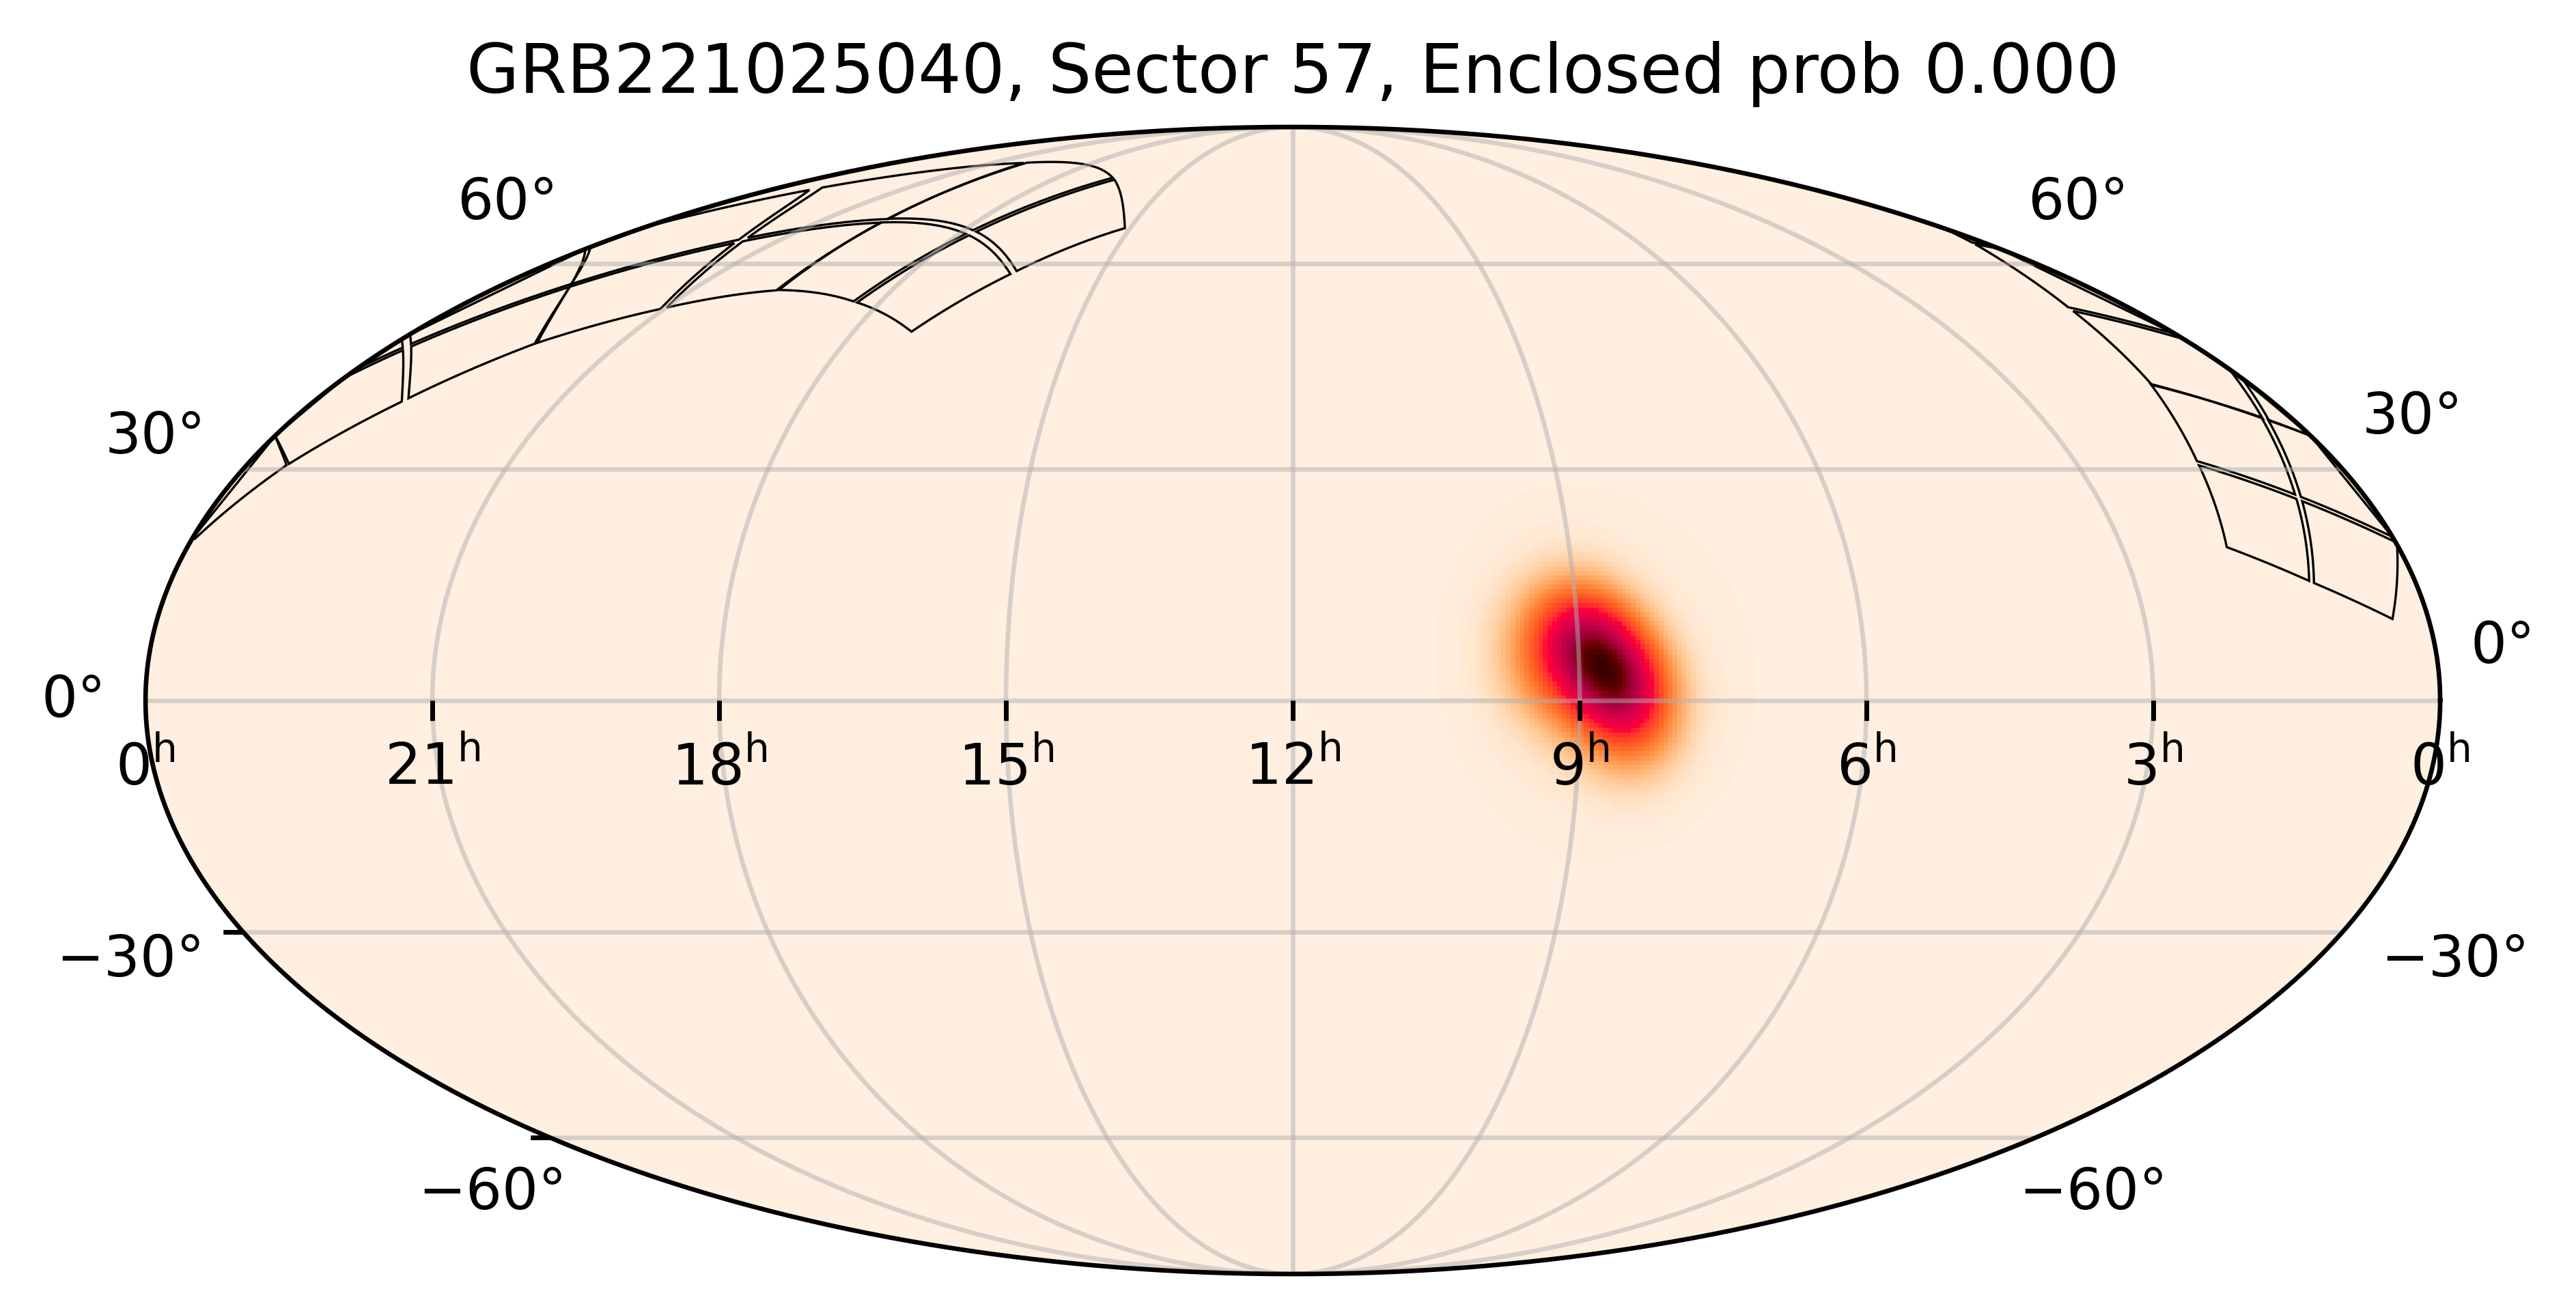 GRB221025040, Sector 57, Enclosed prob 0.000
60° 60°
30° 30°
0° 0°
0ʰ 21ʰ 18ʰ 15ʰ 12ʰ 9ʰ 6ʰ 3ʰ 0ʰ
−30° −30°
−60° −60°